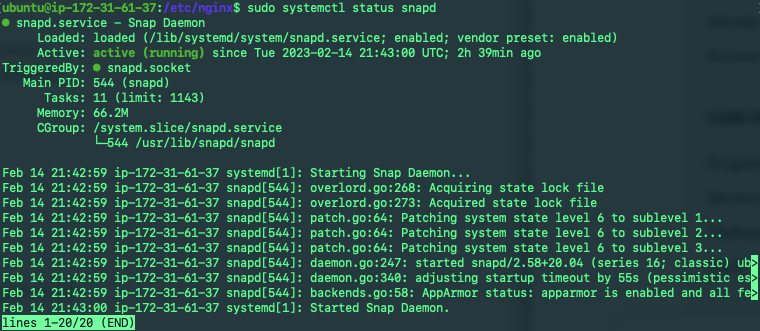 [ubuntu@ip-172-31-61-37:/etc/nginx$ sudo systemctl status snapd
● snapd.service - Snap Daemon
     Loaded: loaded (/lib/systemd/system/snapd.service; enabled; vendor preset: enabled)
     Active: active (running) since Tue 2023-02-14 21:43:00 UTC; 2h 39min ago
TriggeredBy: ● snapd.socket
   Main PID: 544 (snapd)
      Tasks: 11 (limit: 1143)
     Memory: 66.2M
     CGroup: /system.slice/snapd.service
             └─544 /usr/lib/snapd/snapd
Feb 14 21:42:59 ip-172-31-61-37 systemd[1]: Starting Snap Daemon...
Feb 14 21:42:59 ip-172-31-61-37 snapd[544]: overlord.go:268: Acquiring state lock file
Feb 14 21:42:59 ip-172-31-61-37 snapd[544]: overlord.go:273: Acquired state lock file
Feb 14 21:42:59 ip-172-31-61-37 snapd[544]: patch.go:64: Patching system state level 6 to sublevel 1...
Feb 14 21:42:59 ip-172-31-61-37 snapd[544]: patch.go:64: Patching system state level 6 to sublevel 2...
Feb 14 21:42:59 ip-172-31-61-37 snapd[544]: patch.go:64: Patching system state level 6 to sublevel 3...
Feb 14 21:42:59 ip-172-31-61-37 snapd[544]: daemon.go:247: started snapd/2.58+20.04 (series 16; classic) ub>
Feb 14 21:42:59 ip-172-31-61-37 snapd[544]: daemon.go:340: adjusting startup timeout by 55s (pessimistic es>
Feb 14 21:42:59 ip-172-31-61-37 snapd[544]: backends.go:58: AppArmor status: apparmor is enabled and all fe>
Feb 14 21:43:00 ip-172-31-61-37 systemd[1]: Started Snap Daemon.
lines 1-20/20 (END)